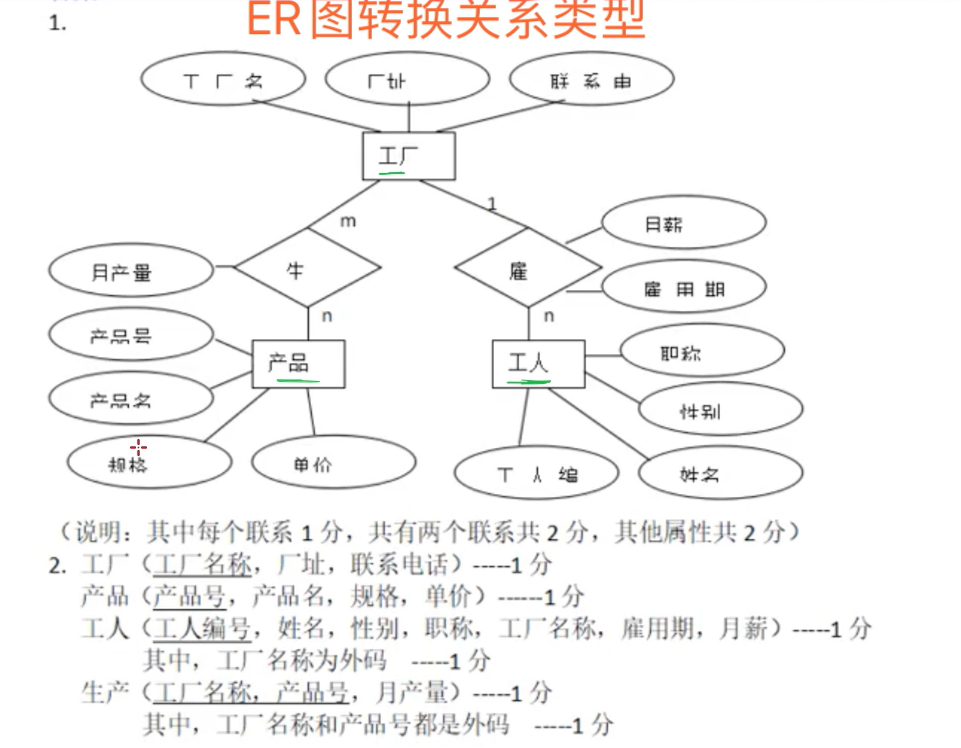 ER图转换关系类型
1.
工厂名
厂址
联系电
工厂
m
1
月薪
月产量
生
雇
雇用期
n
n
产品号
产品
工人
职称
产品名
性别
规格
单价
工人编
姓名
(说明:其中每个联系1分,共有两个联系共2分,其他属性共2分)
2. 工厂(工厂名称,厂址,联系电话)-----1分
产品(产品号,产品名,规格,单价)------1分
工人(工人编号,姓名,性别,职称,工厂名称,雇用期,月薪)-----1分
其中,工厂名称为外码 -----1分
生产(工厂名称,产品号,月产量)-----1分
其中,工厂名称和产品号都是外码 -----1分